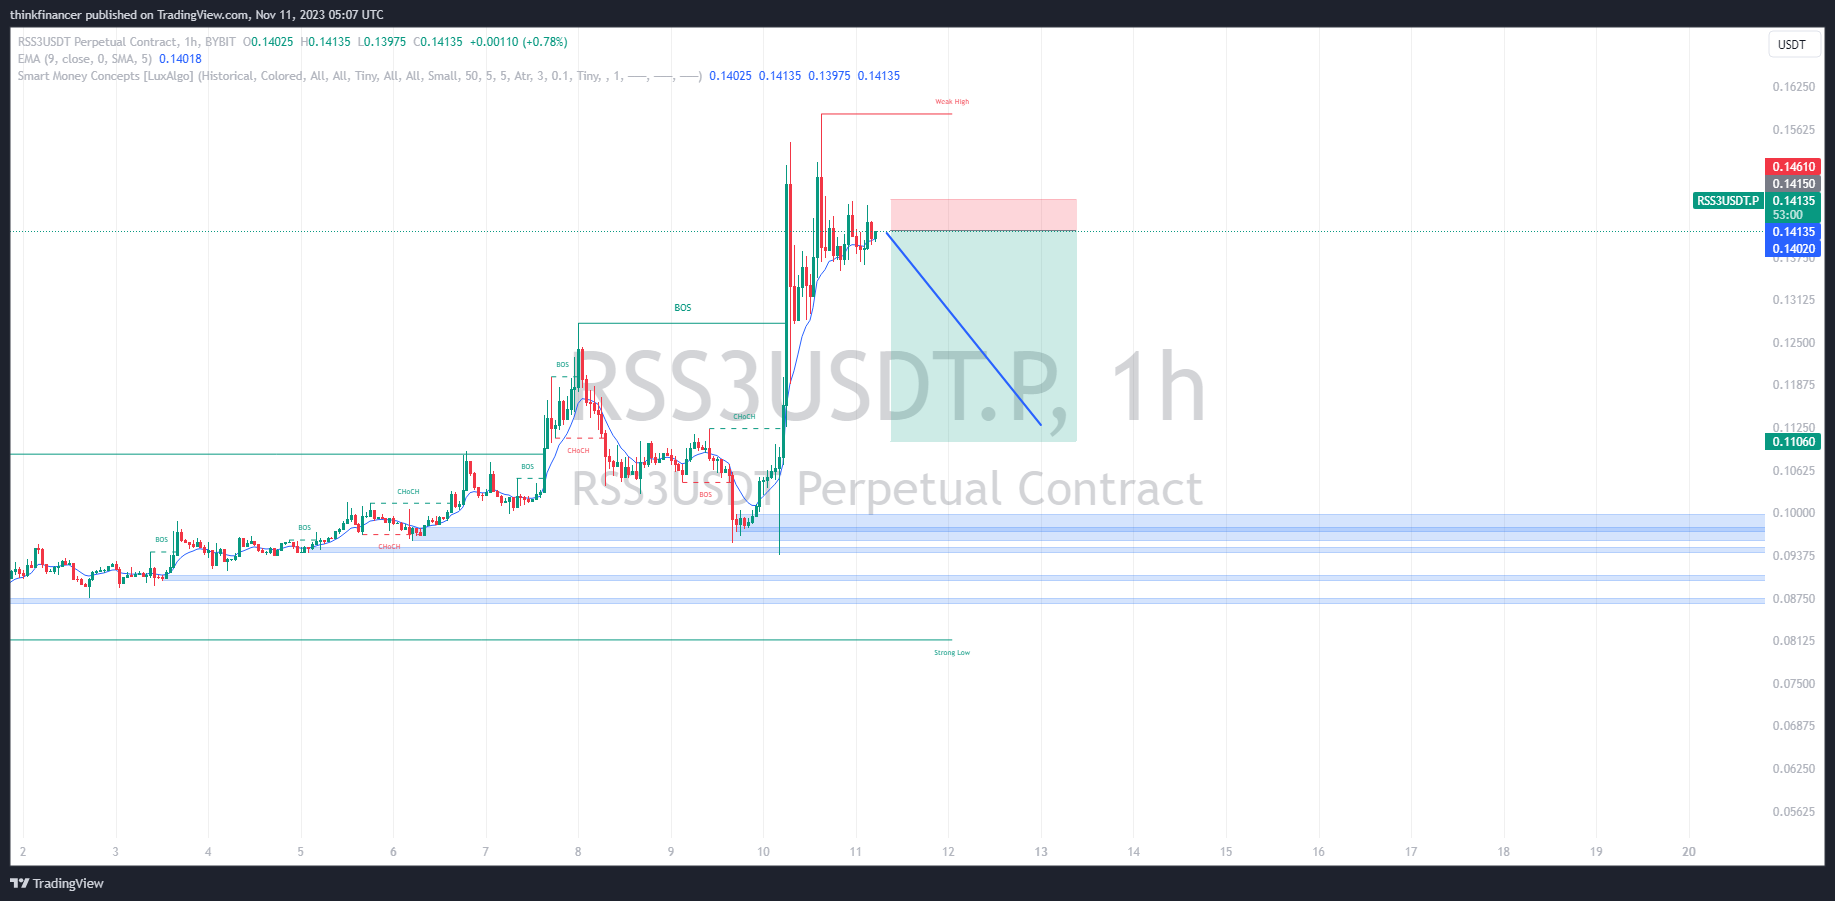 thinkfinancer published on TradingView.com, Nov 11, 2023 05:07 UTC
RSS3USDT Perpetual Contract, 1h, BYBIT O0.14025 H0.14135 L0.13975 C0.14135 +0.00110 (+0.78%)
EMA (9, close, 0, SMA, 5) 0.14018
Smart Money Concepts [LuxAlgo] (Historical, Colored, All, All, Tiny, All, All, Small, 50, 5, 5, Atr, 3, 0.1, Tiny, , 1, —, —, —) 0.14025 0.14135 0.13975 0.14135
USDT
0.16250
Weak High
0.15625
0.14610
0.14150
RSS3USDT.P 0.14135
53:00
0.14135
0.14020
0.13750
0.13125
BOS
0.12500
BOS
0.11875
RSS3USDT.P, 1h
CHoCH
0.11250
0.11060
CHoCH
BOS
0.10625
RSS3USDT Perpetual Contract
CHoCH
BOS
0.10000
BOS
BOS
CHoCH
0.09375
0.08750
0.08125
Strong Low
0.07500
0.06875
0.06250
0.05625
2 3 4 5 6 7 8 9 10 11 12 13 14 15 16 17 18 19 20
TradingView